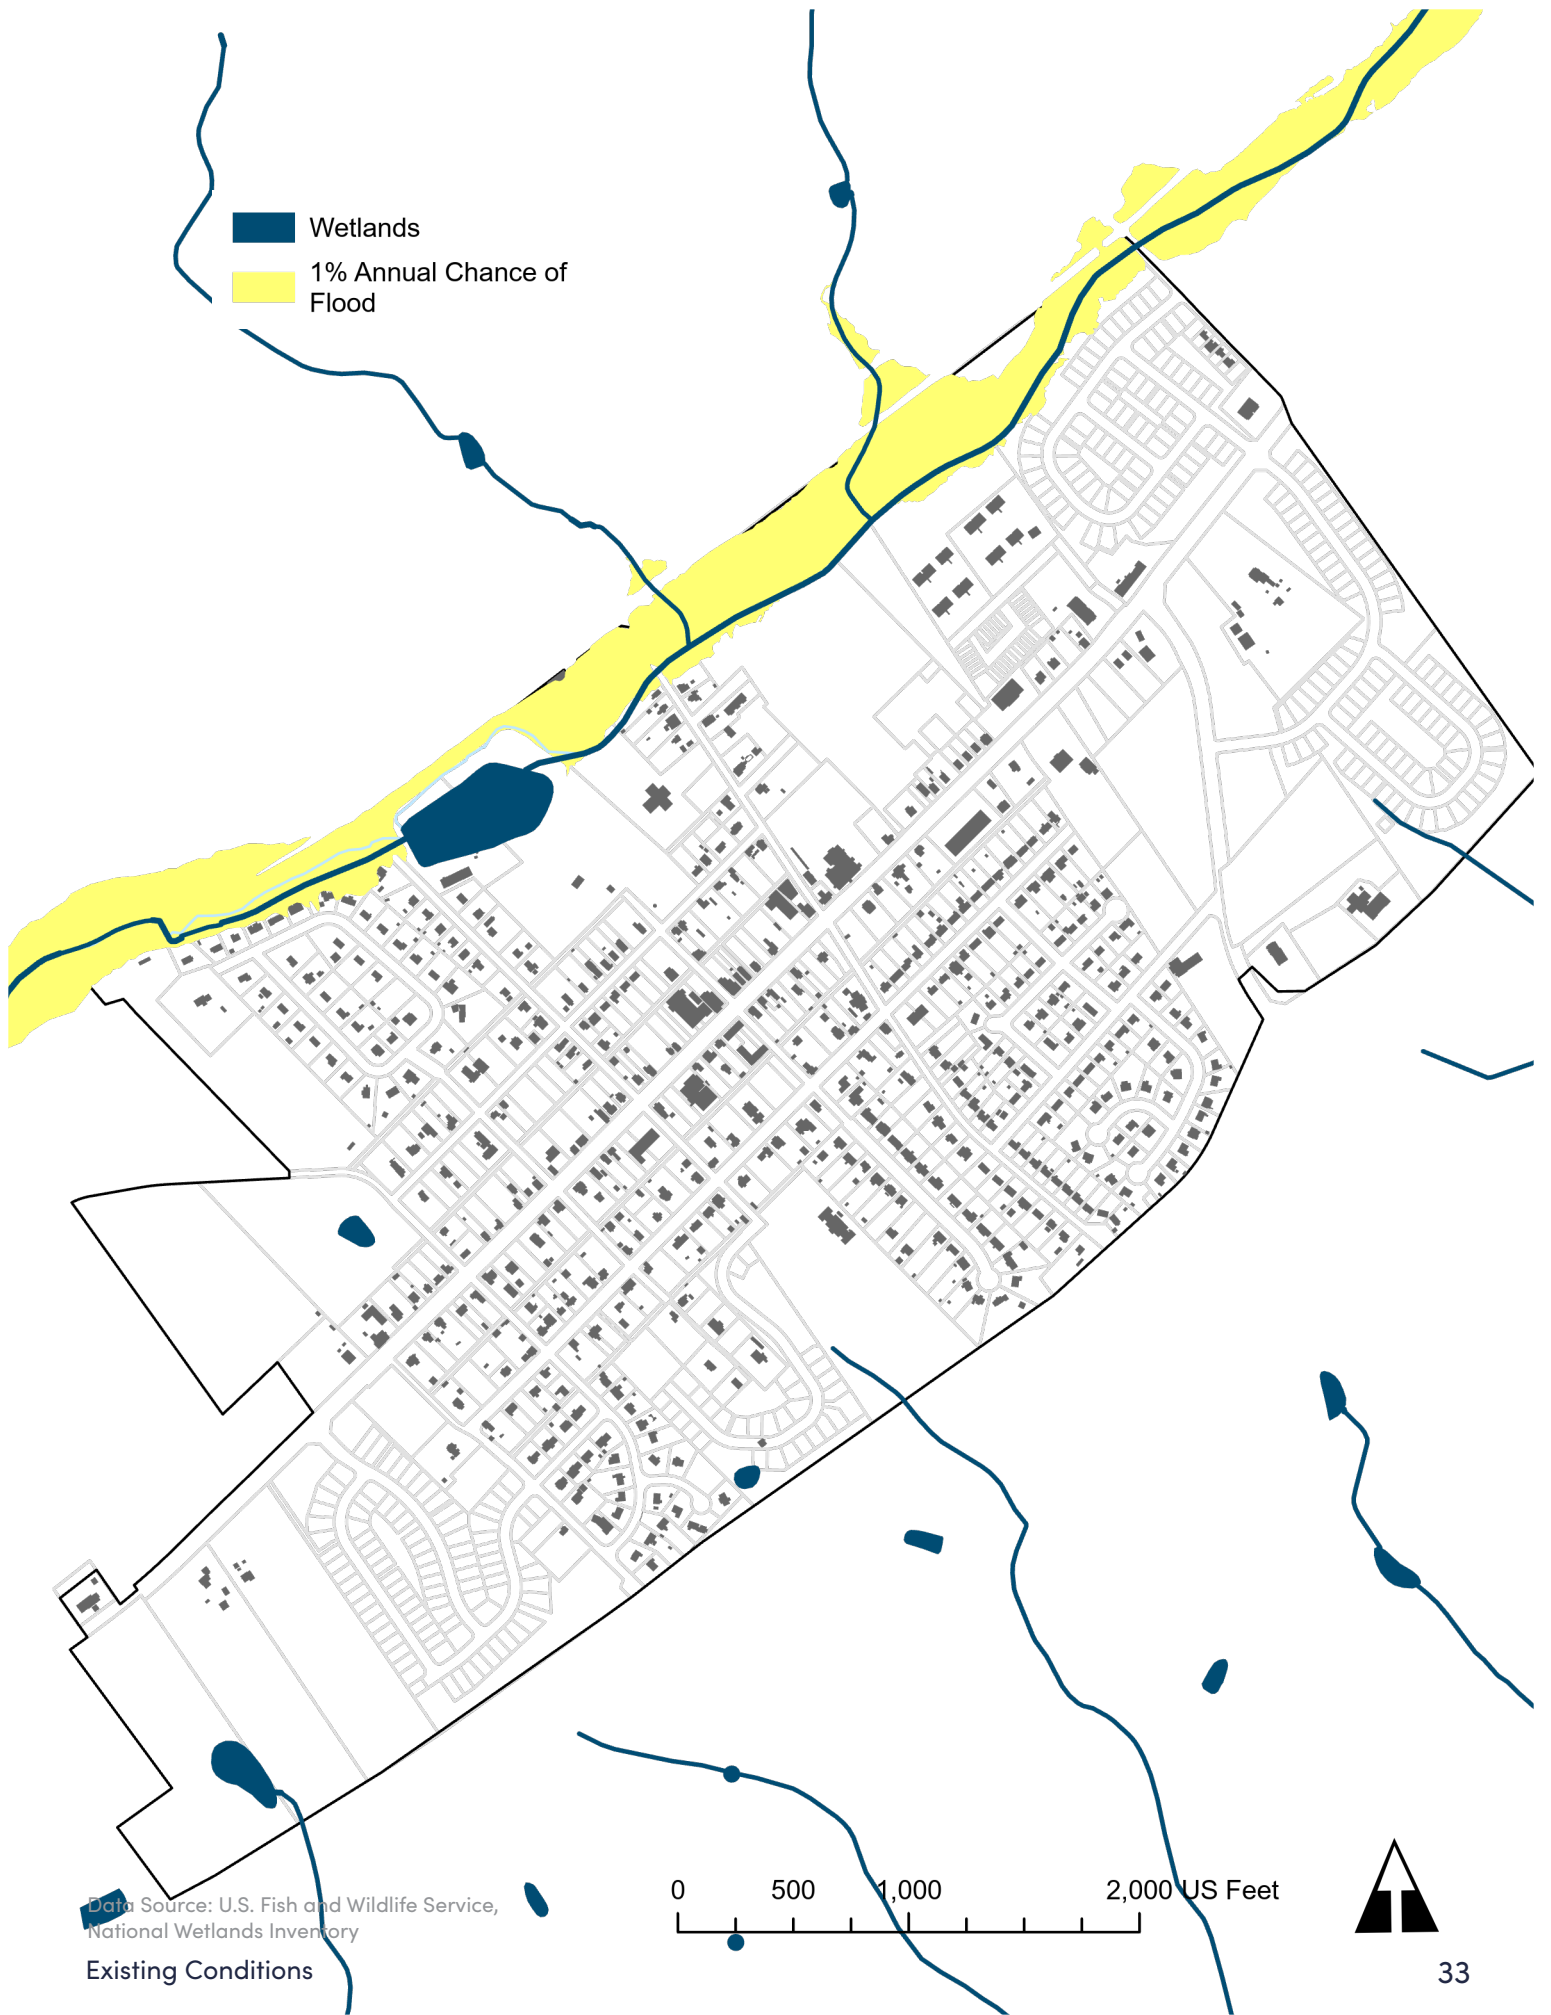 Wetlands
1% Annual Chance of
Flood
0 500 1,000 2,000 US Feet
Data Source: U.S. Fish and Wildlife Service,
National Wetlands Inventory
Existing Conditions
33